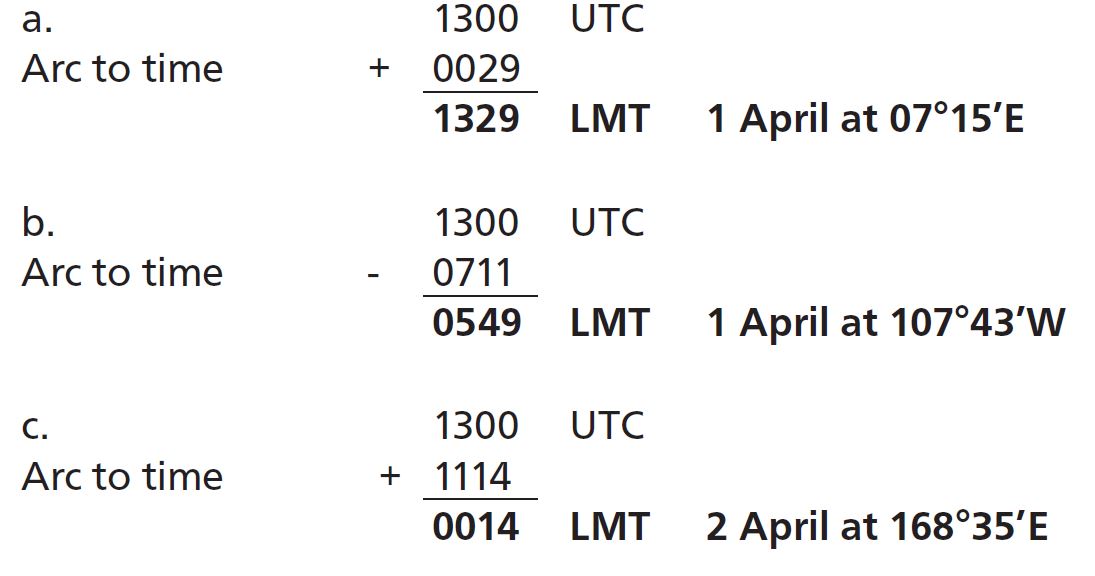 a. 1300 UTC
Arc to time + 0029
1329 LMT 1 April at 07°15’E
b. 1300 UTC
Arc to time - 0711
0549 LMT 1 April at 107°43’W
c. 1300 UTC
Arc to time + 1114
0014 LMT 2 April at 168°35’E